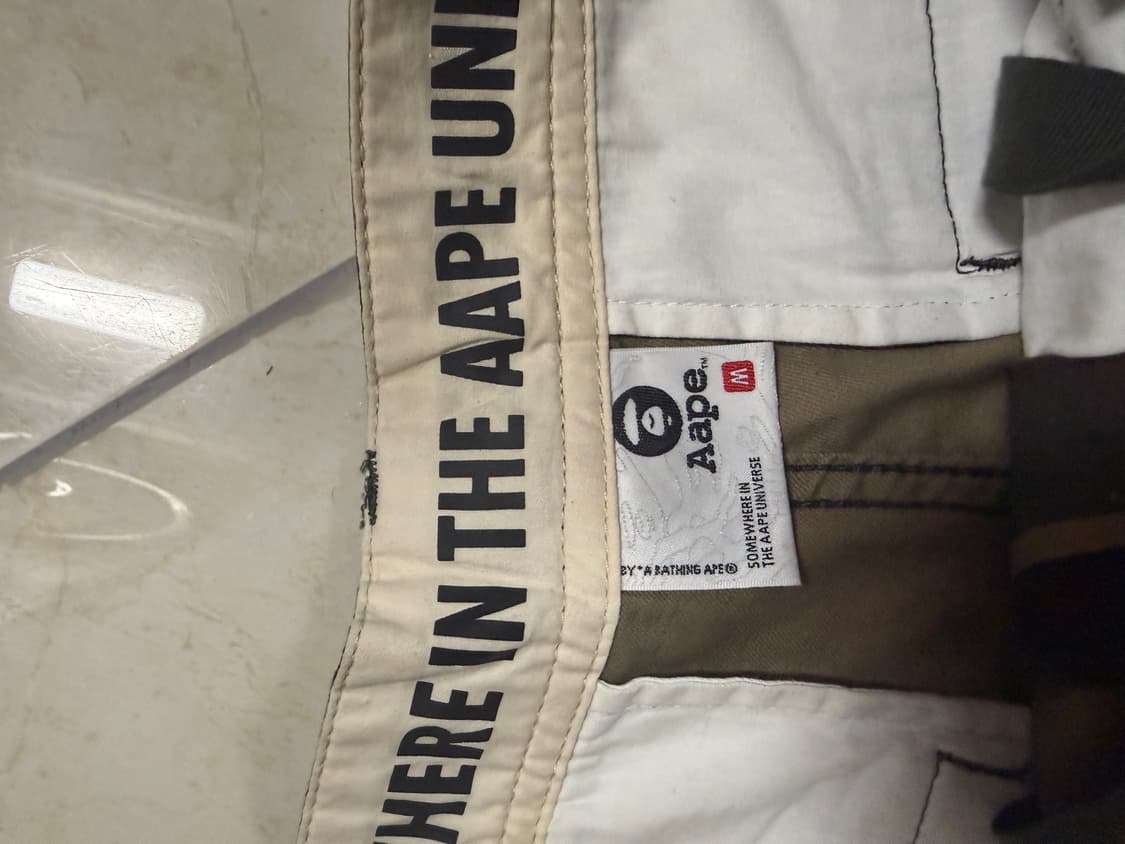 HERE IN THE AAPE UNI
Aape™
M
SOMEWHERE IN
THE AAPE UNIVERSE
BY*A BATHING APE®